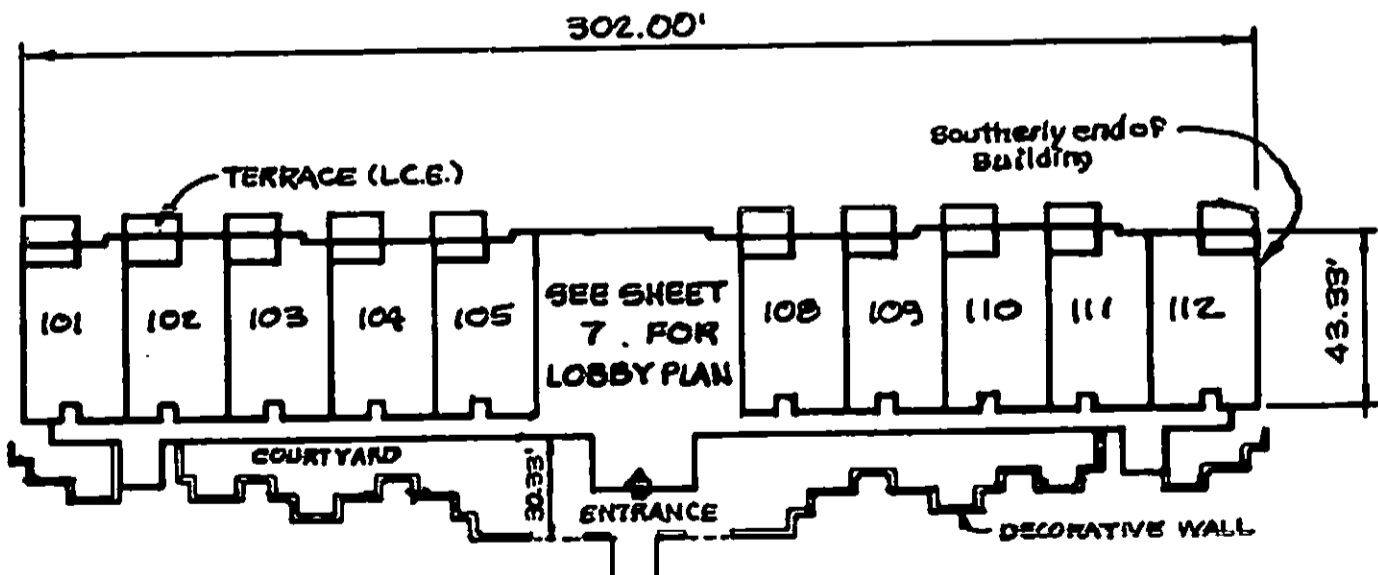 302.00'
Southerly end of
Building
TERRACE (L.C.E.)
101
102
103
104
105
SEE SHEET
7. FOR
LOBBY PLAN
108
109
110
111
112
43.33'
COURTYARD
30.33'
ENTRANCE
DECORATIVE WALL